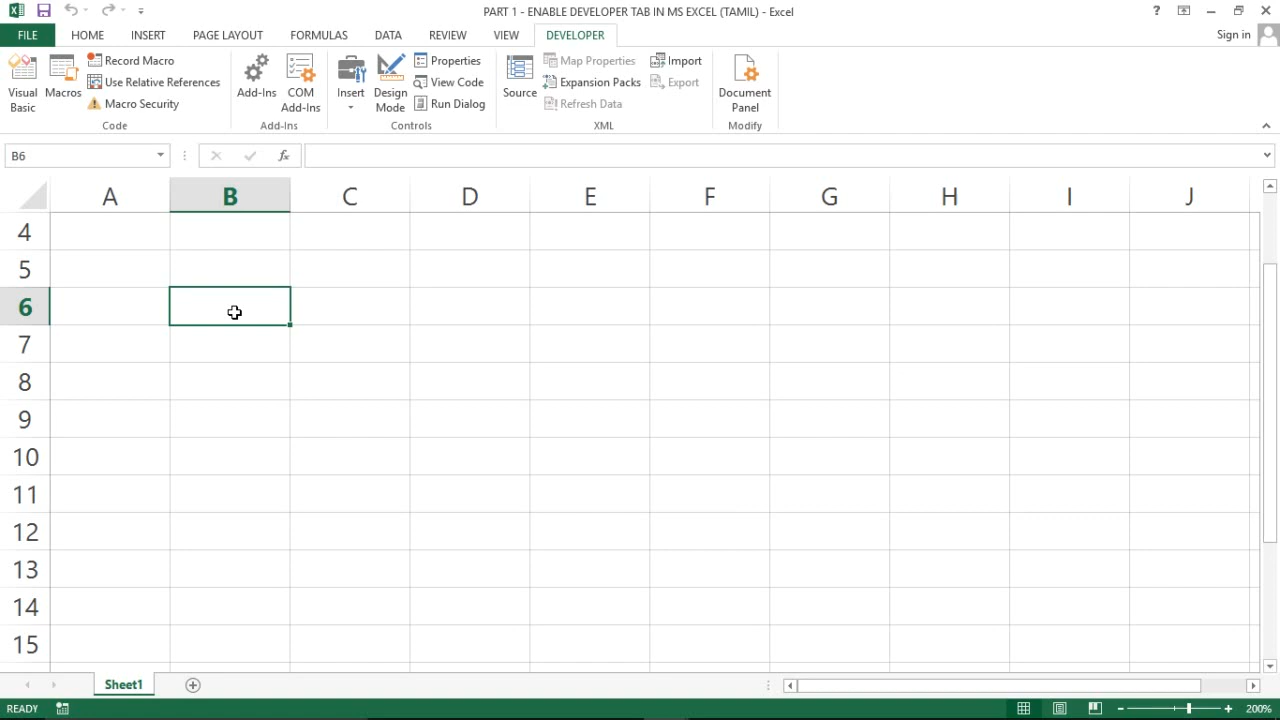 PART 1 - ENABLE DEVELOPER TAB IN MS EXCEL (TAMIL) - Excel
?
FILE HOME INSERT PAGE LAYOUT FORMULAS DATA REVIEW VIEW DEVELOPER Sign in
Visual Basic
Macros
Record Macro
Use Relative References
Macro Security
Code
Add-Ins
COM Add-Ins
Add-Ins
Insert
Design Mode
Properties
View Code
Run Dialog
Controls
Source
Map Properties
Expansion Packs
Refresh Data
Import
Export
XML
Document Panel
Modify
B6
fx
A B C D E F G H I J
4
5
6
7
8
9
10
11
12
13
14
15
Sheet1
READY 200%